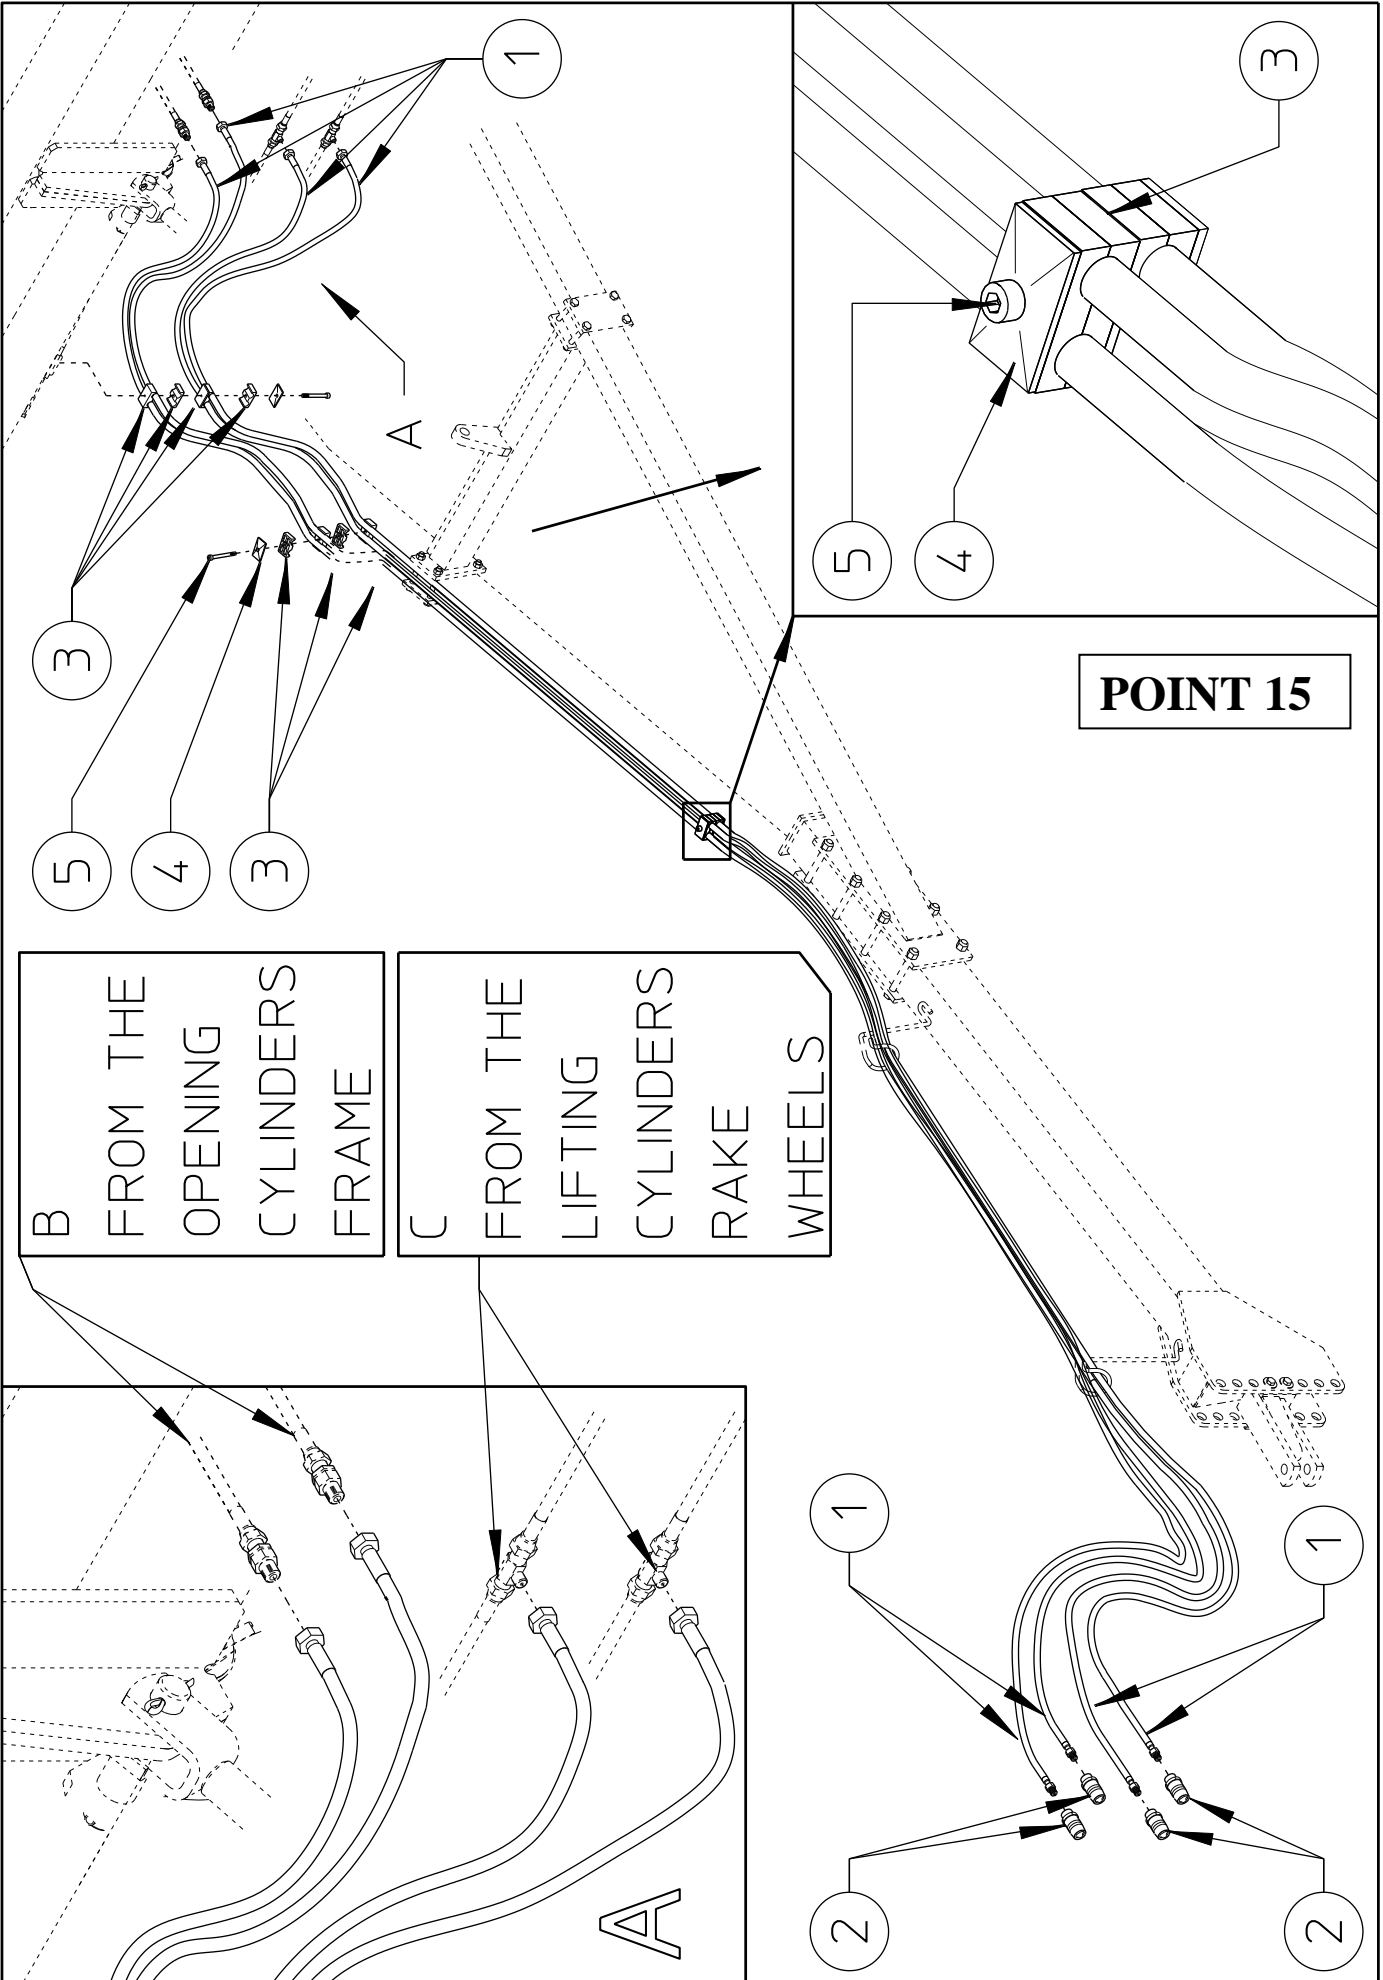 1
3
A
5
4
3
5
4
3
POINT 15
B
FROM THE
OPENING
CYLINDERS
FRAME
C
FROM THE
LIFTING
CYLINDERS
RAKE
WHEELS
A
1
1
2
2